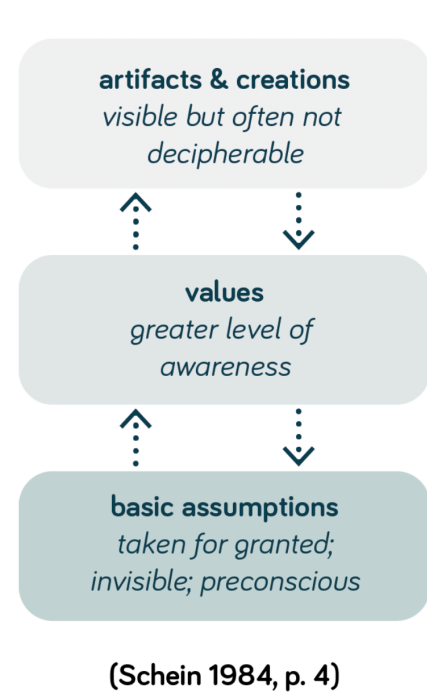 artifacts & creations
visible but often not
decipherable
values
greater level of
awareness
basic assumptions
taken for granted;
invisible; preconscious
(Schein 1984, p. 4)